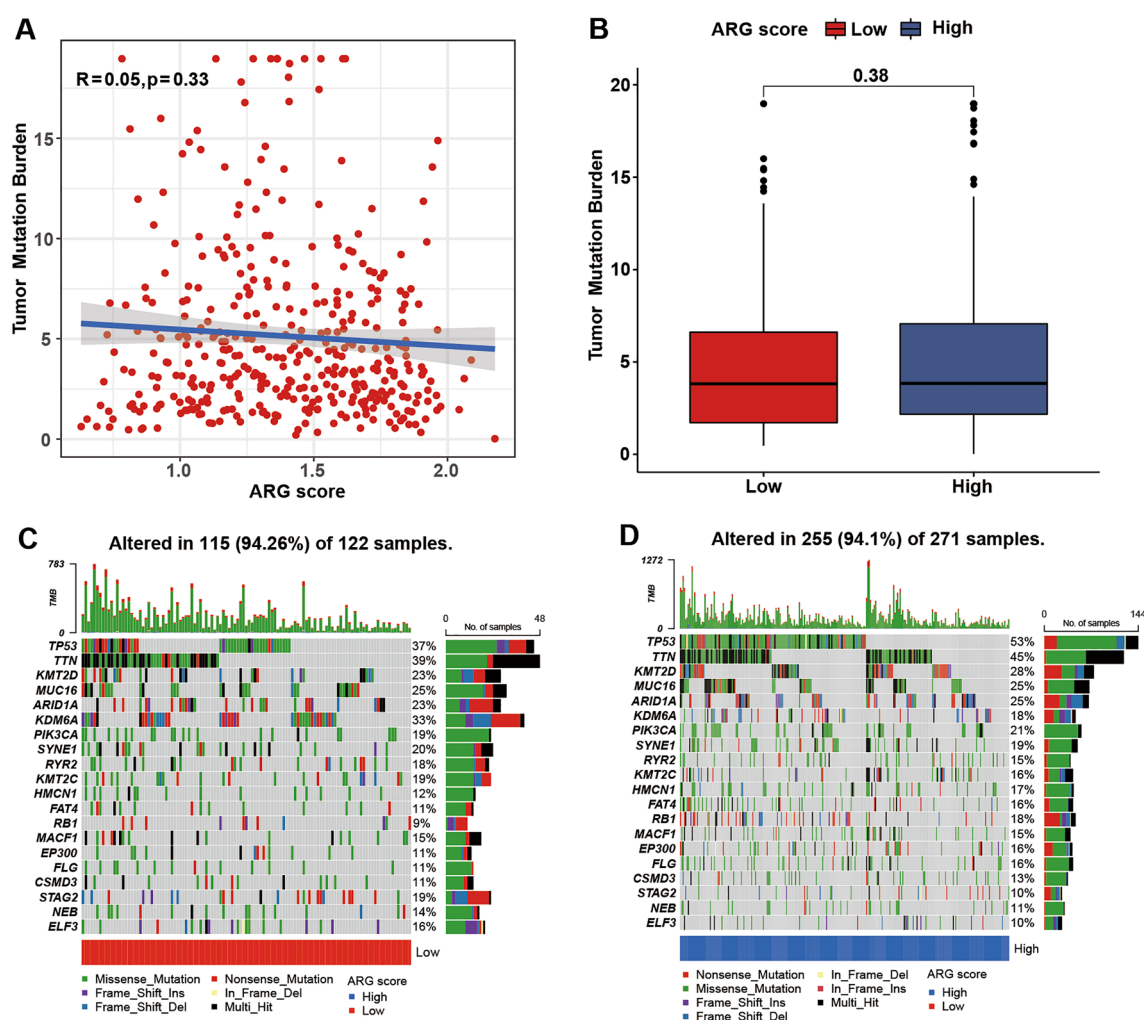 A
R=0.05,p=0.33
Tumor Mutation Burden
15
10
5
0
1.0
1.5
2.0
ARG score
B
ARG score Low High
0.38
Tumor Mutation Burden
20
15
10
5
0
Low
High
C
Altered in 115 (94.26%) of 122 samples.
783
TMB
0
0
48
No. of samples
TP53 37%
TTN 39%
KMT2D 23%
MUC16 25%
ARID1A 23%
KDM6A 33%
PIK3CA 19%
SYNE1 20%
RYR2 18%
KMT2C 19%
HMCN1 12%
FAT4 11%
RB1 9%
MACF1 15%
EP300 11%
FLG 11%
CSMD3 11%
STAG2 19%
NEB 14%
ELF3 16%
Low
Missense_Mutation
Frame_Shift_Ins
Frame_Shift_Del
Nonsense_Mutation
In_Frame_Del
Multi_Hit
ARG score
High
Low
D
Altered in 255 (94.1%) of 271 samples.
1272
TMB
0
0
144
No. of samples
TP53 53%
TTN 45%
KMT2D 28%
MUC16 25%
ARID1A 25%
KDM6A 18%
PIK3CA 21%
SYNE1 19%
RYR2 15%
KMT2C 16%
HMCN1 17%
FAT4 16%
RB1 18%
MACF1 15%
EP300 16%
FLG 16%
CSMD3 13%
STAG2 10%
NEB 11%
ELF3 10%
High
Nonsense_Mutation
Missense_Mutation
Frame_Shift_Ins
Frame_Shift_Del
In_Frame_Del
In_Frame_Ins
Multi_Hit
ARG score
High
Low